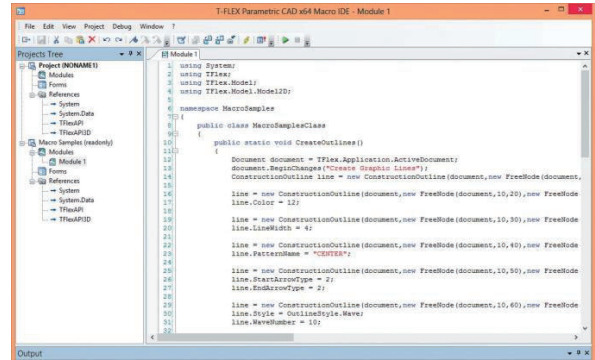 T-FLEX Parametric CAD x64 Macro IDE - Module 1
File Edit View Project Debug Window ?
Projects Tree
Project (NONAME1)
Modules
Forms
References
System
System.Data
TFlexAPI
TFlexAPI3D
Macro Samples (readonly)
Modules
Module 1
Forms
References
System
System.Data
TFlexAPI
TFlexAPI3D
Module 1
1 using System;
2 using TFlex;
3 using TFlex.Model;
4 using TFlex.Model.Model2D;
5
6 namespace MacroSamples
7 {
8 public class MacroSamplesClass
9 {
10 public static void CreateOutlines()
11 {
12 Document document = TFlex.Application.ActiveDocument;
13 document.BeginChanges("Create Graphic Lines");
14 ConstructionOutline line = new ConstructionOutline(document,new FreeNode(document,
15
16 line = new ConstructionOutline(document,new FreeNode(document,10,20),new FreeNode
17 line.Color = 12;
18
19 line = new ConstructionOutline(document,new FreeNode(document,10,30),new FreeNode
20 line.LineWidth = 4;
21
22 line = new ConstructionOutline(document,new FreeNode(document,10,40),new FreeNode
23 line.PatternName = "CENTER";
24
25 line = new ConstructionOutline(document,new FreeNode(document,10,50),new FreeNode
26 line.StartArrowType = 2;
27 line.EndArrowType = 2;
28
29 line = new ConstructionOutline(document,new FreeNode(document,10,60),new FreeNode
30 line.Style = OutlineStyle.Wave;
31 line.WaveNumber = 10;
32
Output